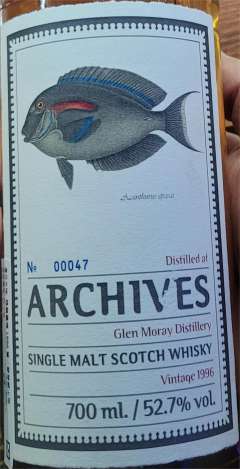 Nº 00047
Distilled at
ARCHIVES
Glen Moray Distillery
SINGLE MALT SCOTCH WHISKY
Vintage 1996
700 ml. / 52.7% vol.